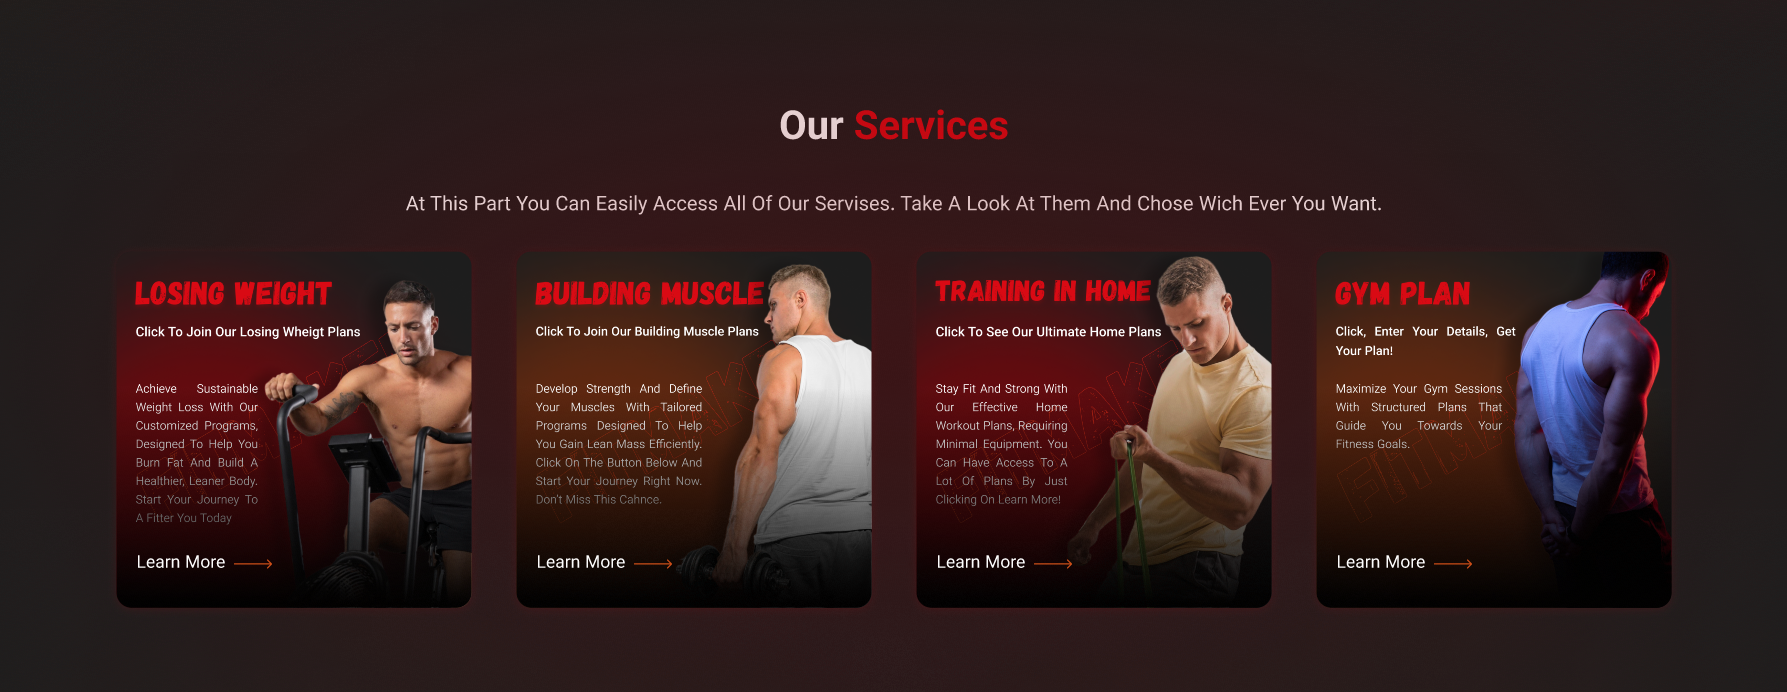 Our Services
At This Part You Can Easily Access All Of Our Servises. Take A Look At Them And Chose Wich Ever You Want.
LOSING WEIGHT
Click To Join Our Losing Wheigt Plans
Achieve Sustainable
Weight Loss With Our
Customized Programs,
Designed To Help You
Burn Fat And Build A
Healthier, Leaner Body.
Start Your Journey To
A Fitter You Today
Learn More
BUILDING MUSCLE
Click To Join Our Building Muscle Plans
Develop Strength And Define
Your Muscles With Tailored
Programs Designed To Help
You Gain Lean Mass Efficiently.
Click On The Button Below And
Start Your Journey Right Now.
Don't Miss This Cahnce.
Learn More
TRAINING IN HOME
Click To See Our Ultimate Home Plans
Stay Fit And Strong With
Our Effective Home
Workout Plans, Requiring
Minimal Equipment. You
Can Have Access To A
Lot Of Plans By Just
Clicking On Learn More!
Learn More
GYM PLAN
Click, Enter Your Details, Get
Your Plan!
Maximize Your Gym Sessions
With Structured Plans That
Guide You Towards Your
Fitness Goals.
Learn More